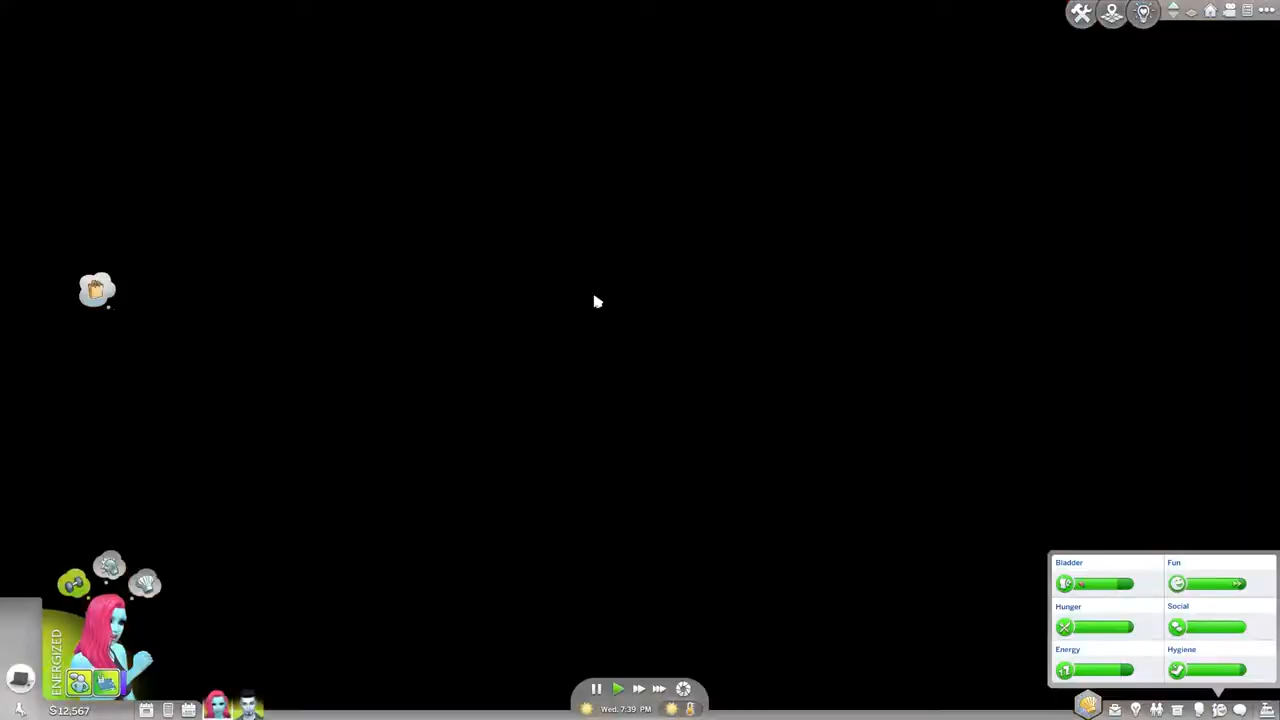 Bladder
Fun
Hunger
Social
Energy
Hygiene
ENERGIZED
§12,567
Wed. 7:39 PM